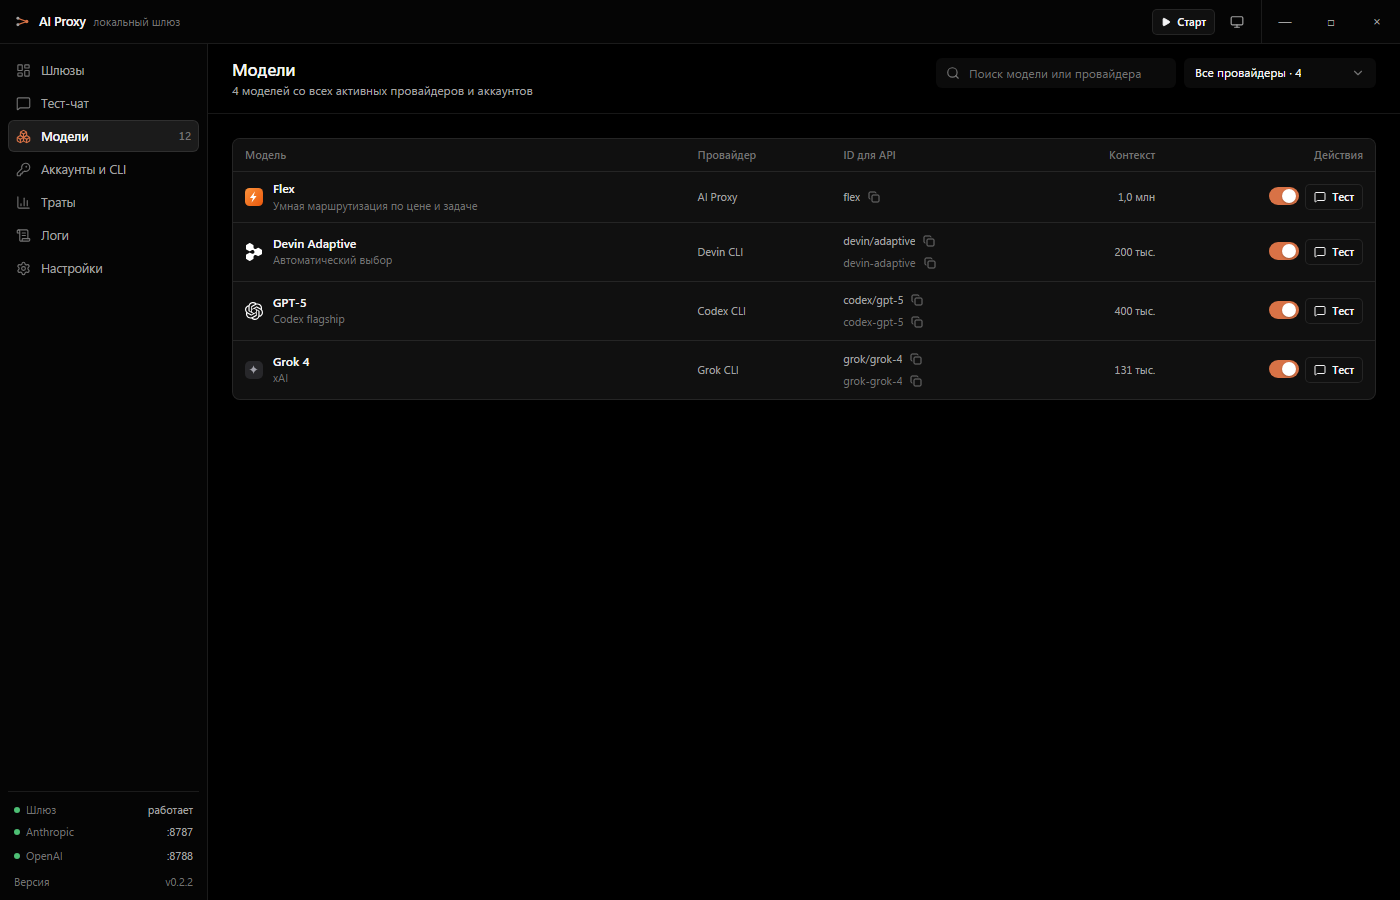 AI Proxy локальный шлюз
Старт
Шлюзы
Тест-чат
Модели 12
Аккаунты и CLI
Траты
Логи
Настройки
Модели
4 моделей со всех активных провайдеров и аккаунтов
Поиск модели или провайдера
Все провайдеры · 4
Модель Провайдер ID для API Контекст Действия
Flex
Умная маршрутизация по цене и задаче
AI Proxy
flex
1,0 млн
Тест
Devin Adaptive
Автоматический выбор
Devin CLI
devin/adaptive
devin-adaptive
200 тыс.
Тест
GPT-5
Codex flagship
Codex CLI
codex/gpt-5
codex-gpt-5
400 тыс.
Тест
Grok 4
xAI
Grok CLI
grok/grok-4
grok-grok-4
131 тыс.
Тест
Шлюз работает
Anthropic :8787
OpenAI :8788
Версия v0.2.2